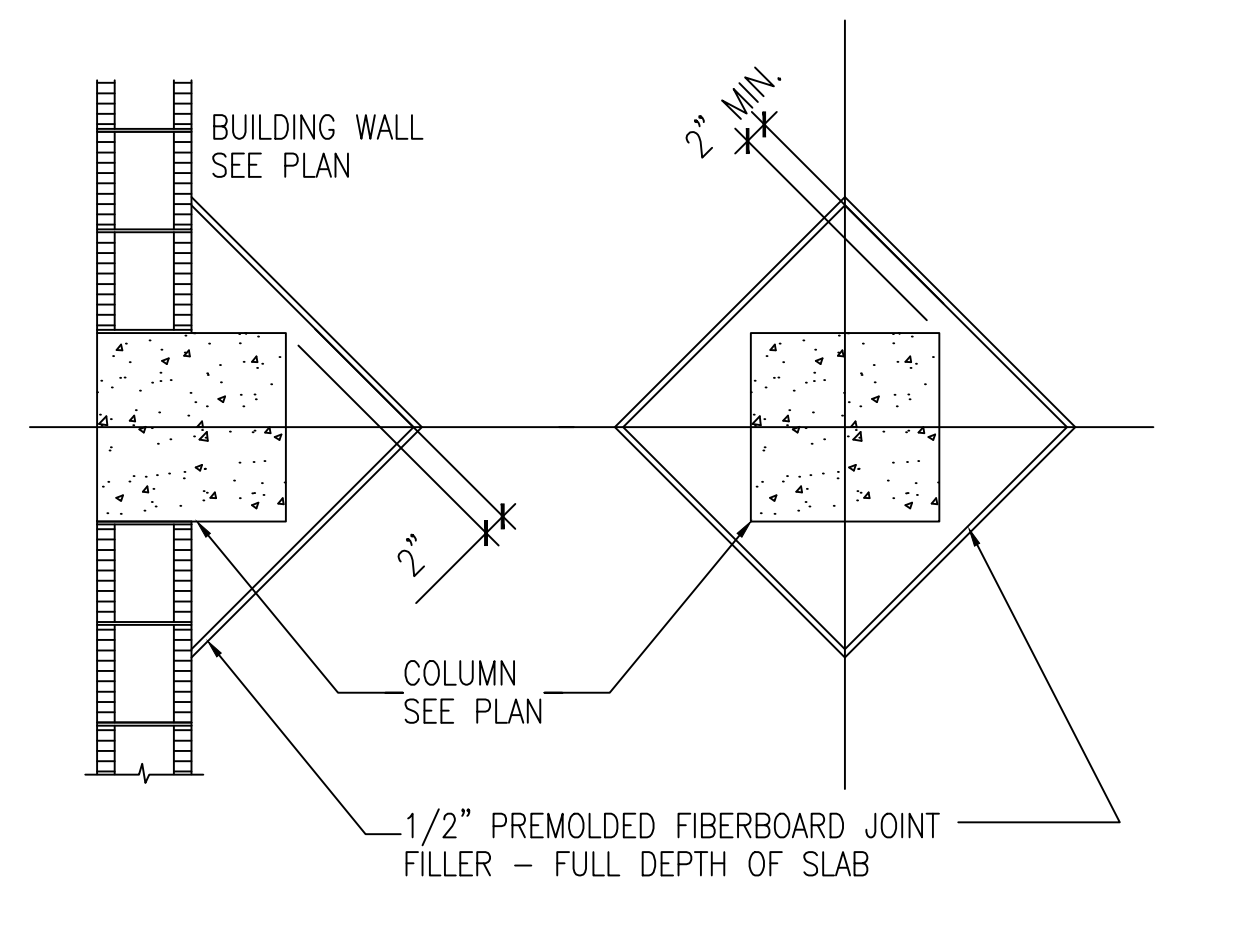 2” MIN.
BUILDING WALL
SEE PLAN
2”
COLUMN
SEE PLAN
1/2” PREMOLDED FIBERBOARD JOINT
FILLER – FULL DEPTH OF SLAB